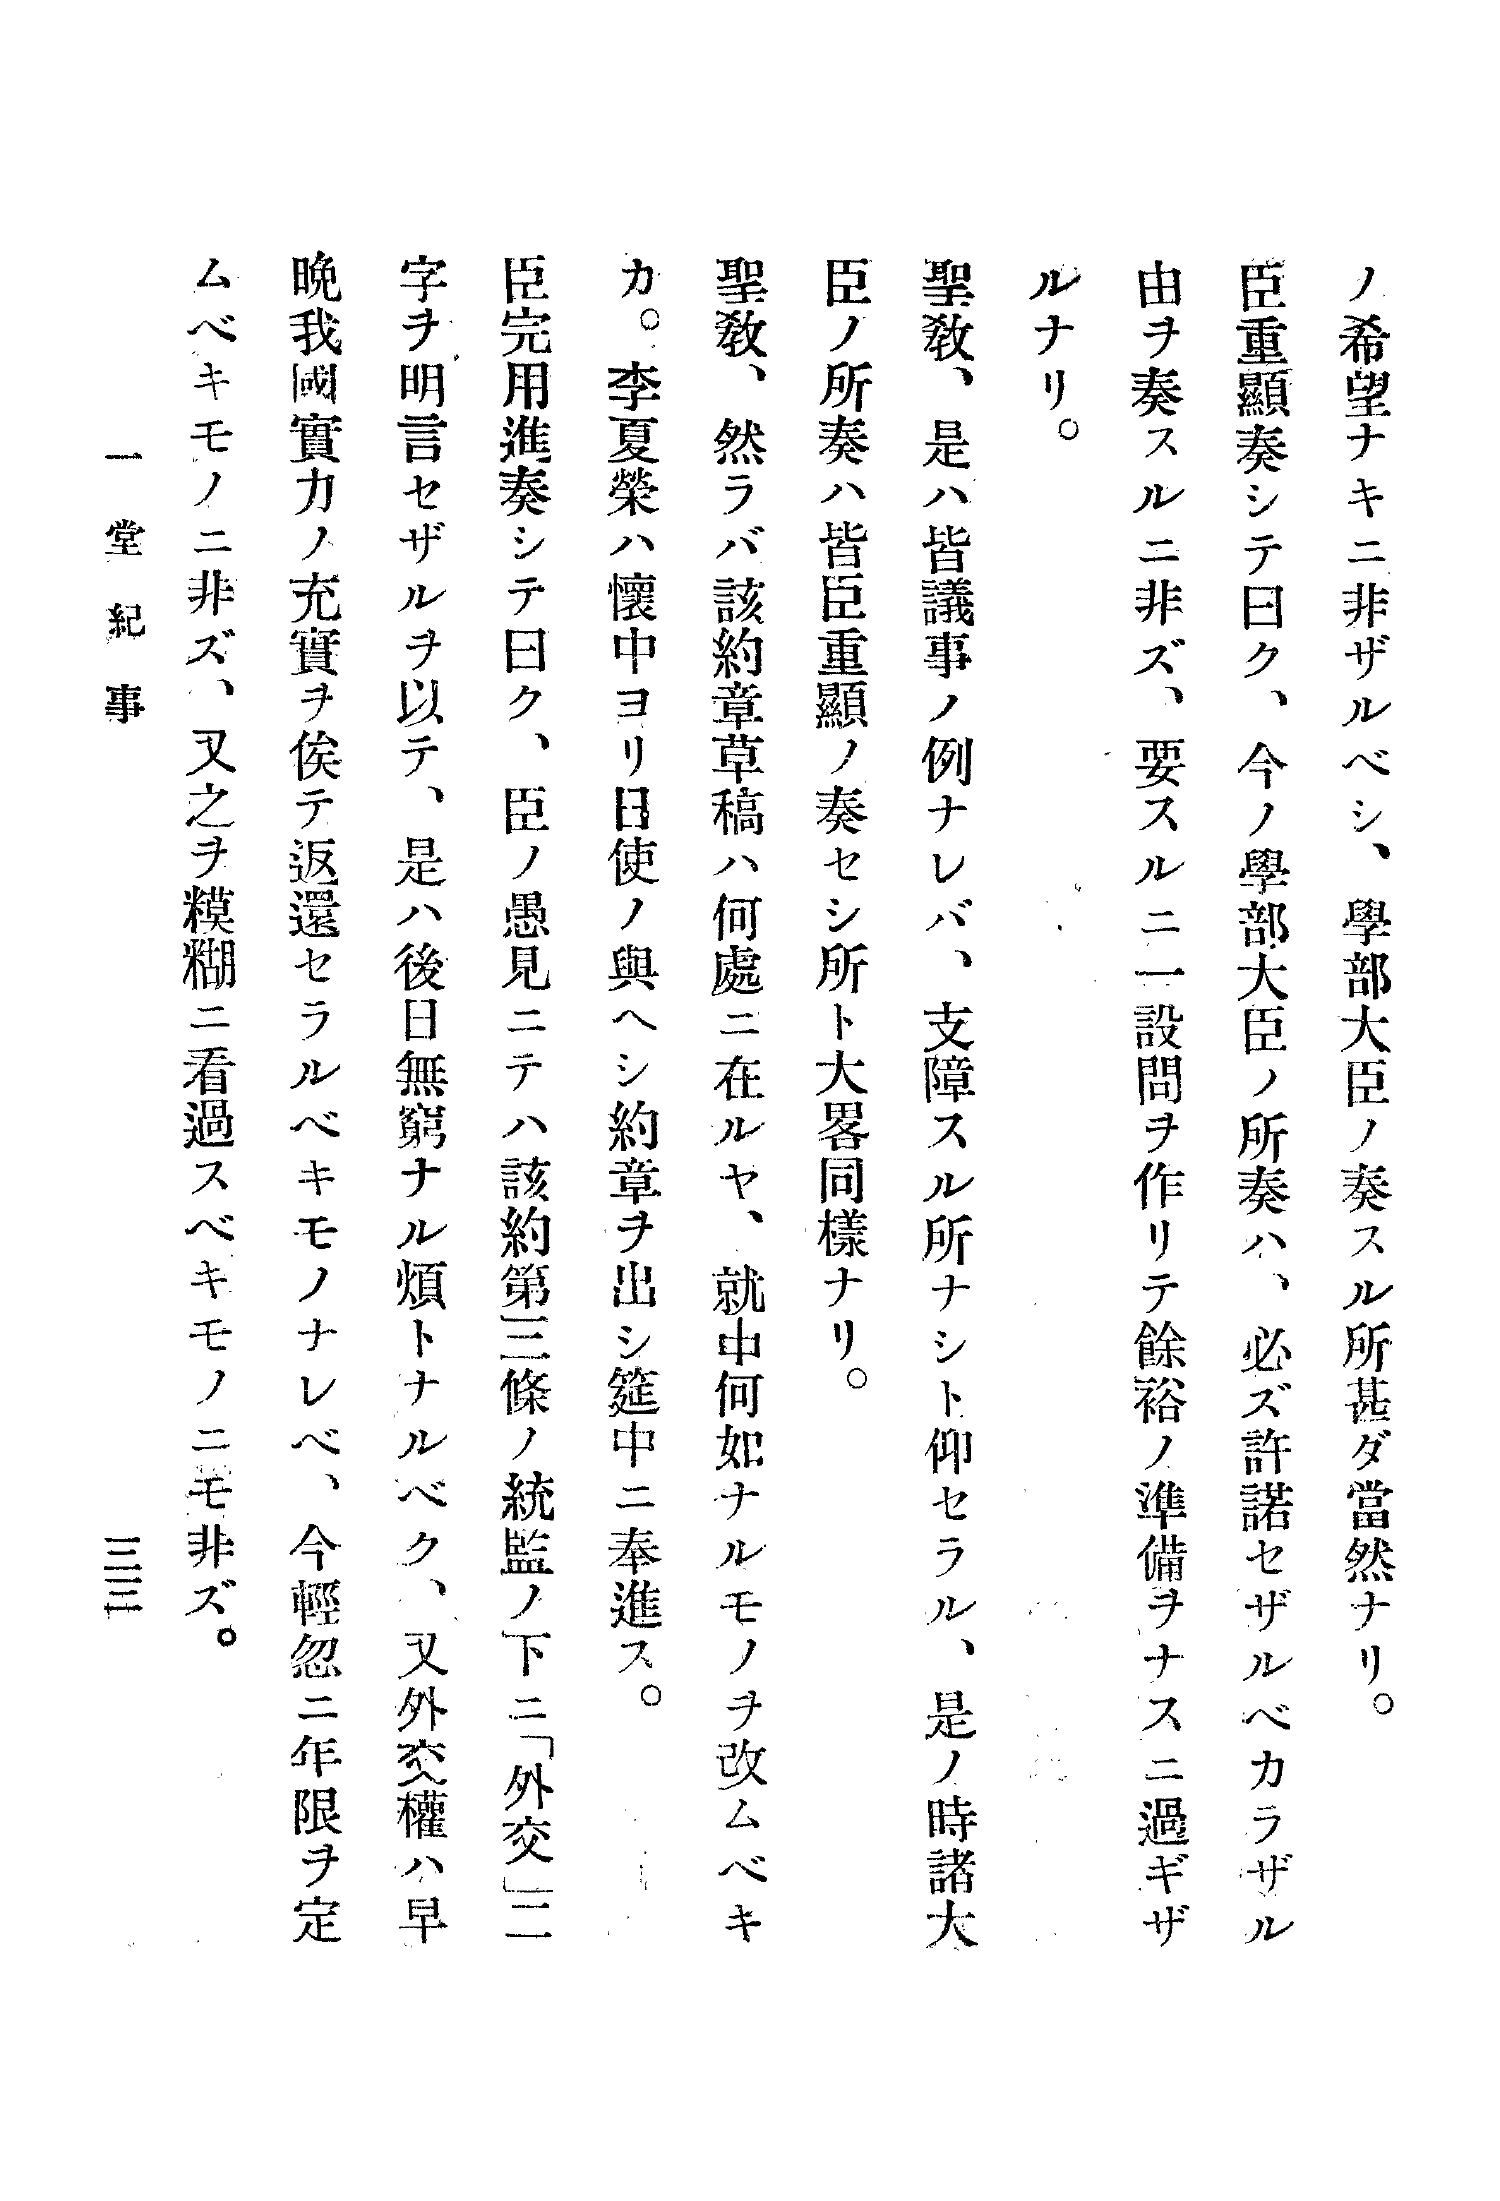 ノ希望ナキニ非ザルベシ、學部大臣ノ奏スル所甚ダ當然ナリ。
臣重顯奏シテ曰ク、今ノ學部大臣ノ所奏ハ、必ズ許諾セザルベカラザル
由ヲ奏スルニ非ズ、要スルニ一設問ヲ作リテ餘裕ノ準備ヲナスニ過ギザ
ルナリ。
聖敎、是ハ皆議事ノ例ナレバ、支障スル所ナシト仰セラル、是ノ時諸大
臣ノ所奏ハ皆臣重顯ノ奏セシ所ト大畧同樣ナリ。
聖敎、然ラバ該約章草稿ハ何處ニ在ルヤ、就中何如ナルモノヲ改ムベキ
カ。李夏榮ハ懷中ヨリ日使ノ與ヘシ約章ヲ出シ筵中ニ奉進ス。
臣完用進奏シテ曰ク、臣ノ愚見ニテハ該約第三條ノ統監ノ下ニ「外交」二
字ヲ明言セザルヲ以テ、是ハ後日無窮ナル煩トナルベク、又外交權ハ早
晩我國實力ノ充實ヲ俟テ返還セラルベキモノナレベ、今輕忽ニ年限ヲ定
ムベキモノニ非ズ、又之ヲ糢糊ニ看過スベキモノニモ非ズ。
一堂紀事
三三